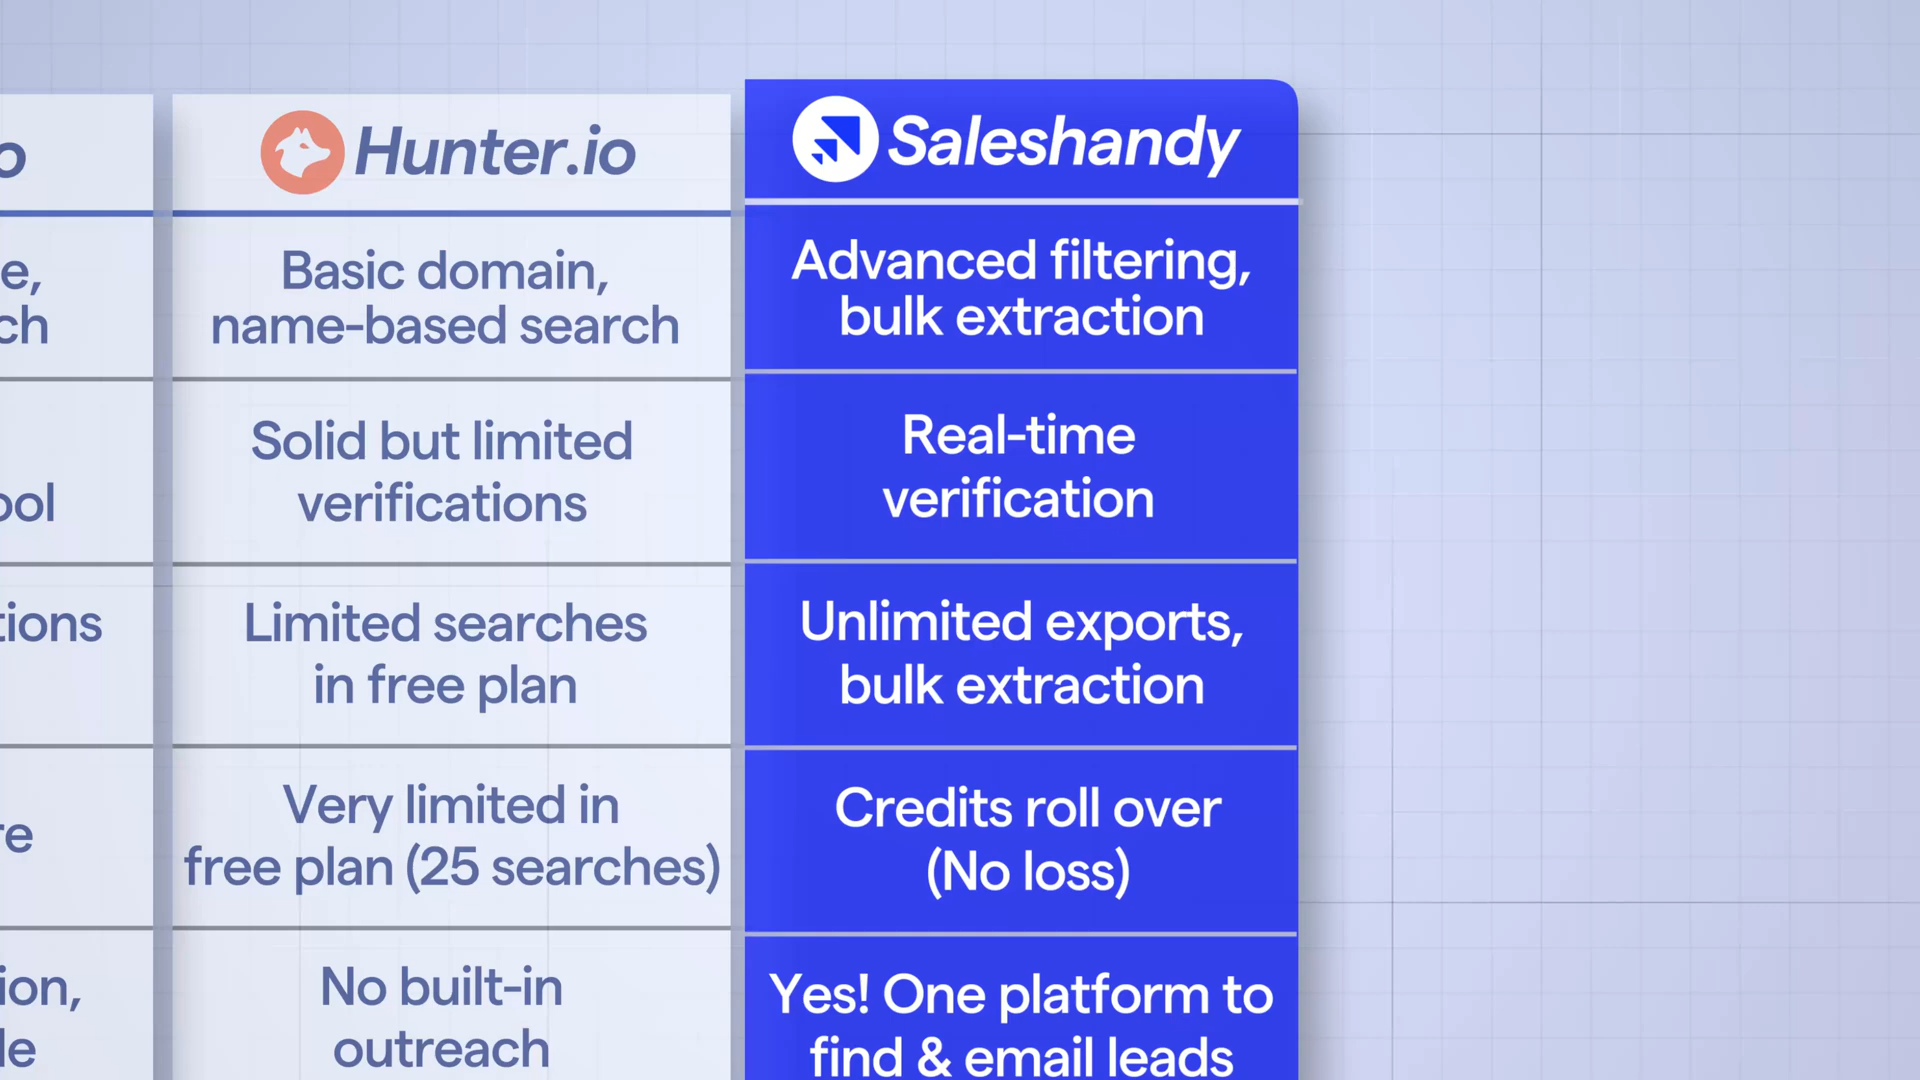 Hunter.io
Saleshandy
Basic domain,
name-based search
Advanced filtering,
bulk extraction
Solid but limited
verifications
Real-time
verification
Limited searches
in free plan
Unlimited exports,
bulk extraction
Very limited in
free plan (25 searches)
Credits roll over
(No loss)
No built-in
outreach
Yes! One platform to
find & email leads